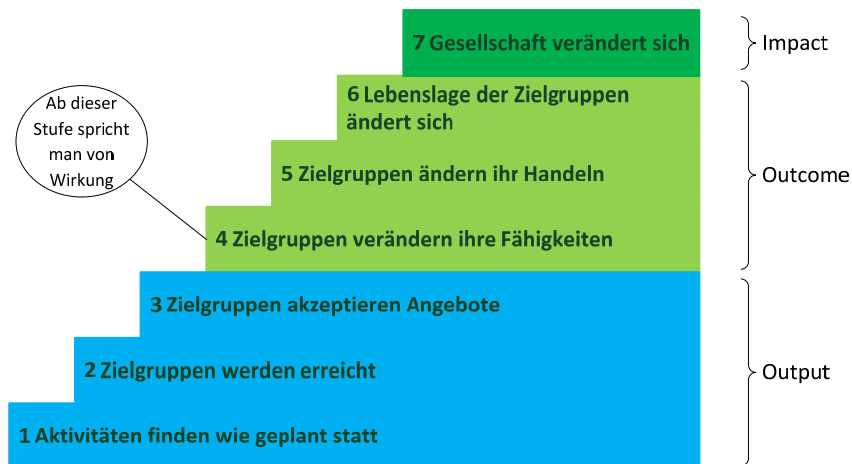 7 Gesellschaft verändert sich
Impact
6 Lebenslage der Zielgruppen
ändert sich
Ab dieser
Stufe spricht
man von
Wirkung
5 Zielgruppen ändern ihr Handeln
Outcome
4 Zielgruppen verändern ihre Fähigkeiten
3 Zielgruppen akzeptieren Angebote
2 Zielgruppen werden erreicht
Output
1 Aktivitäten finden wie geplant statt